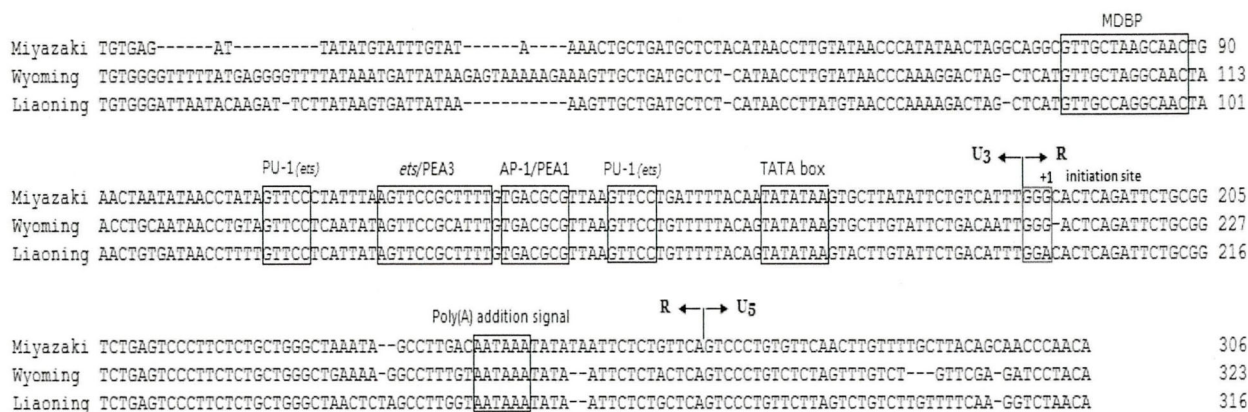 MDBP
Miyazaki TGTGAG------AT---------TATATGTATTTGTAT------A----AAACTGCTGATGCTCTACATAACCTTGTATAACCCATATAACTAGGCAGGCGTTGCTAAGCAACTG 90
Wyoming TGTGGGGTTTTTATGAGGGGTTTTATAAATGATTATAAGAGTAAAAAGAAAGTTGCTGATGCTCT-CATAACCTTGTATAACCCAAAGGACTAG-CTCATGTTGCTAGGCAACTA 113
Liaoning TGTGGGATTAATACAAGAT-TCTTATAAGTGATTATAA-----------AAGTTGCTGATGCTCT-CATAACCTTATGTAACCCAAAAGACTAG-CTCATGTTGCCAGGCAACTA 101
U3 R
PU-1(ets) ets/PEA3 AP-1/PEA1 PU-1(ets) TATA box
+1 initiation site
Miyazaki AACTAATATAACCTATAGTTCCCTATTTAAGTTCCGCTTTTGTGACGCGTTAAGTTCCTGATTTTACAATATATAAGTGCTTATATTCTGTCATTTGGGCACTCAGATTCTGCGG 205
Wyoming ACCTGCAATAACCTGTAGTTCCTCAATATAGTTCCGCATTTGTGACGCGTTAAGTTCCTGTTTTTACAGTATATAAGTGCTTGTATTCTGACAATTGGG-ACTCAGATTCTGCGG 227
Liaoning AACTGTGATAACCTTTTGTTCCTCATTATAGTTCCGCTTTTGTGACGCGTTAAGTTCCTGTTTTTACAGTATATAAGTACTTGTATTCTGACATTTGGACACTCAGATTCTGCGG 216
Poly(A) addition signal R U5
Miyazaki TCTGAGTCCCTTCTCTGCTGGGCTAAATA--GCCTTGACAATAAATATATAATTCTCTGTTCAGTCCCTGTGTTCAACTTGTTTTGCTTACAGCAACCCAACA 306
Wyoming TCTGAGTCCCTTCTCTGCTGGGCTGAAAA-GGCCTTTGTAATAAATATA--ATTCTCTACTCAGTCCCTGTCTCTAGTTTGTCT---GTTCGA-GATCCTACA 323
Liaoning TCTGAGTCCCTTCTCTGCTGGGCTAACTCTAGCCTTGGTAATAAATATA--ATTCTCTGCTCAGTCCCTGTTCTTAGTCTGTCTTGTTTTCAA-GGTCTAACA 316